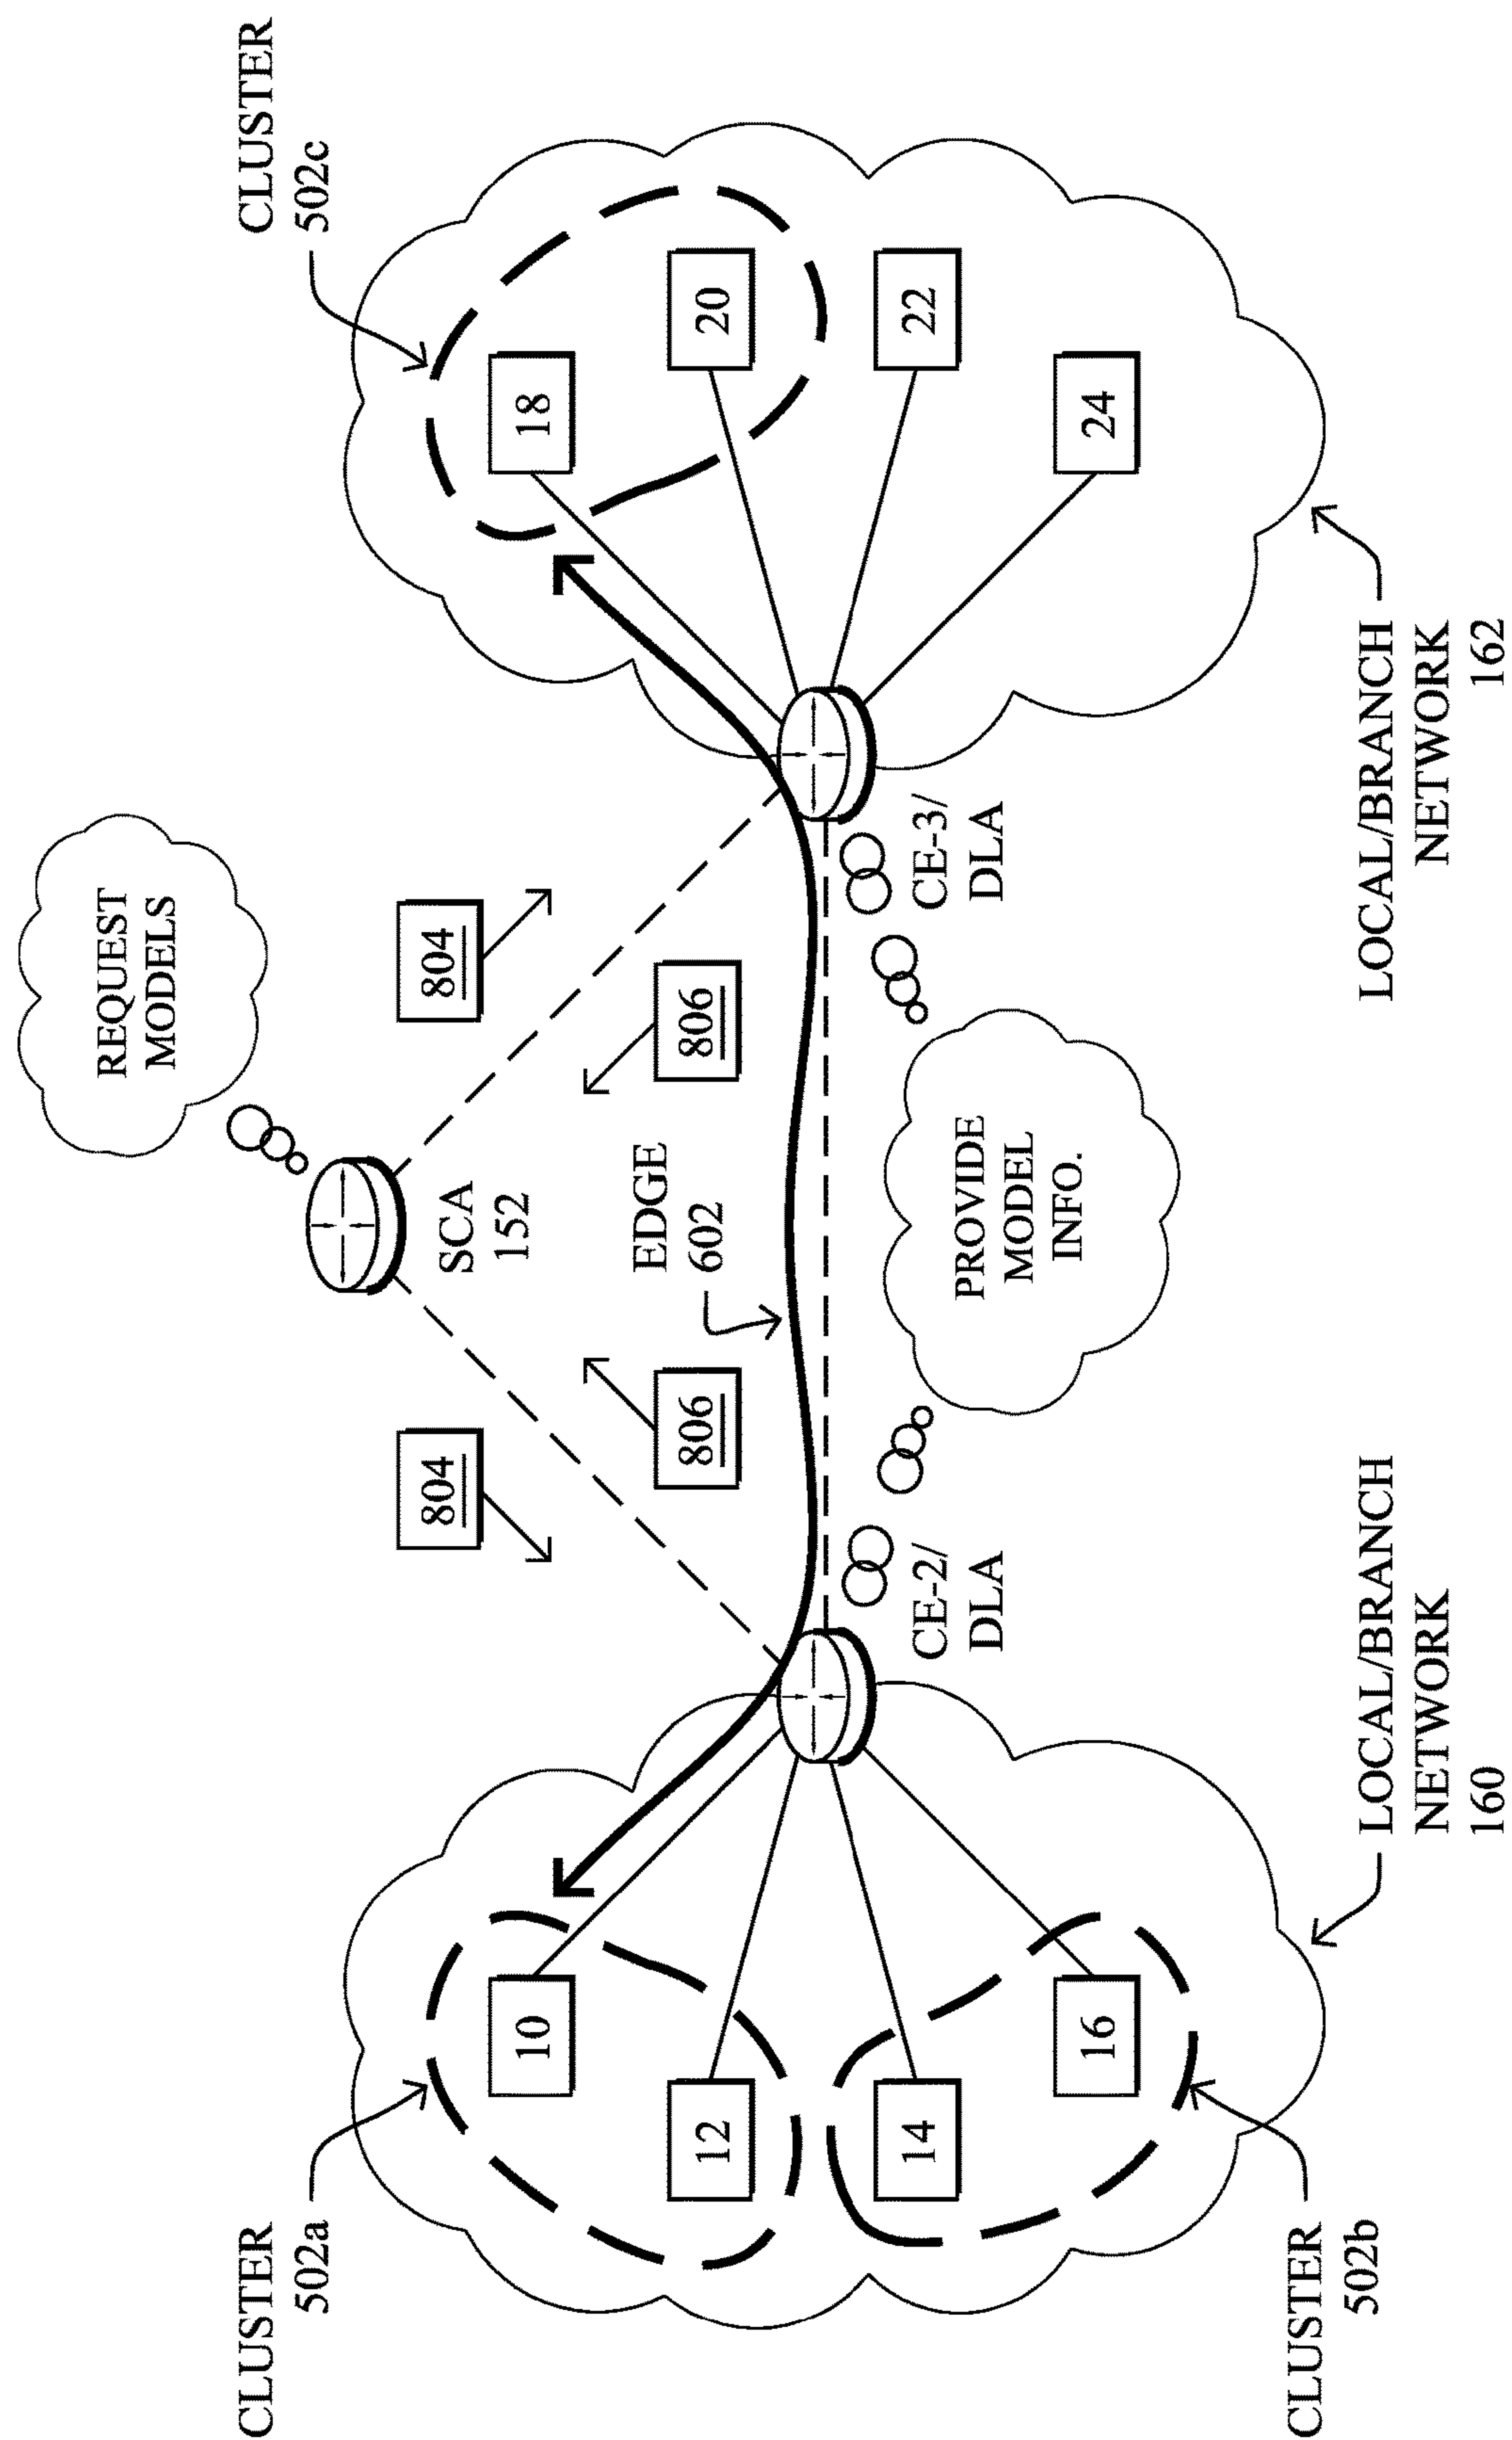 REQUEST
MODELS
SCA
152
804
804
806
806
EDGE
602
CLUSTER
502a
CLUSTER
502c
10
12
14
16
18
20
22
24
CE-2/
DLA
CE-3/
DLA
PROVIDE
MODEL
INFO.
CLUSTER
502b
LOCAL/BRANCH
NETWORK
160
LOCAL/BRANCH
NETWORK
162